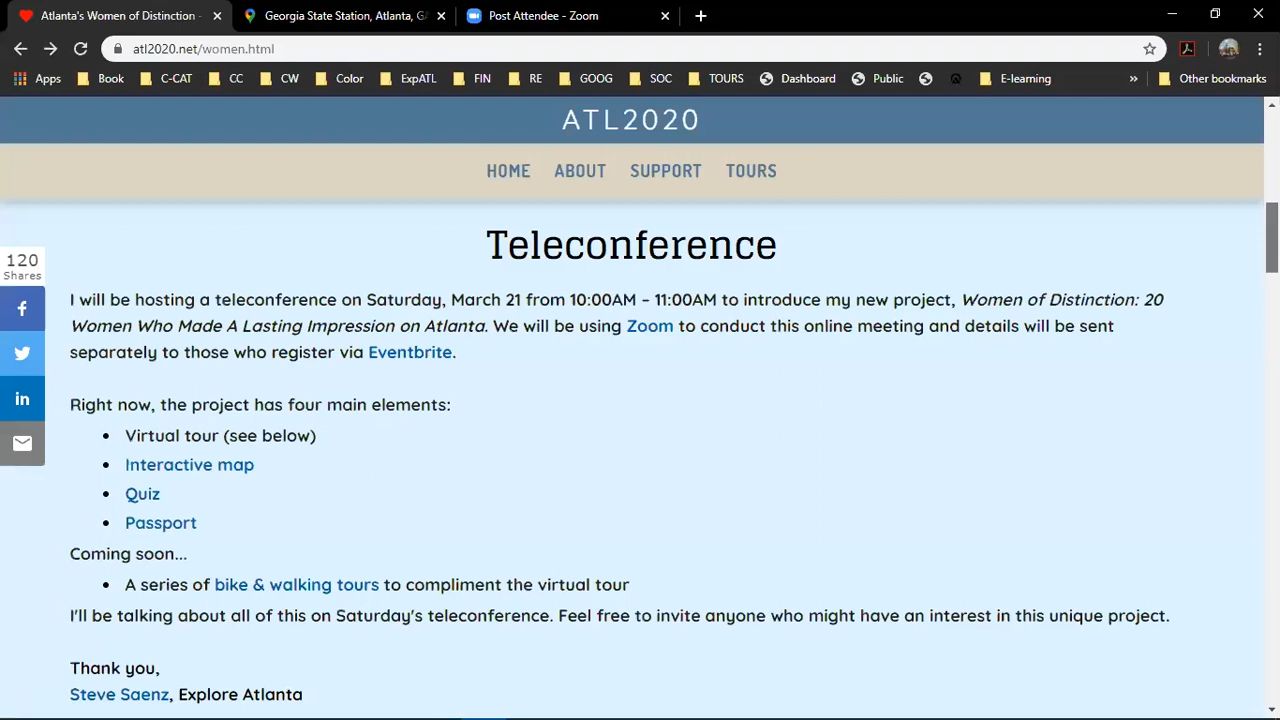 Atlanta's Women of Distinction -
Georgia State Station, Atlanta, GA
Post Attendee - Zoom
atl2020.net/women.html
Apps Book C-CAT CC CW Color ExpATL FIN RE GOOG SOC TOURS Dashboard Public E-learning » Other bookmarks
ATL2020
HOME ABOUT SUPPORT TOURS
Teleconference
120
Shares
I will be hosting a teleconference on Saturday, March 21 from 10:00AM – 11:00AM to introduce my new project, Women of Distinction: 20
Women Who Made A Lasting Impression on Atlanta. We will be using Zoom to conduct this online meeting and details will be sent
separately to those who register via Eventbrite.
Right now, the project has four main elements:
• Virtual tour (see below)
• Interactive map
• Quiz
• Passport
Coming soon...
• A series of bike & walking tours to compliment the virtual tour
I'll be talking about all of this on Saturday's teleconference. Feel free to invite anyone who might have an interest in this unique project.
Thank you,
Steve Saenz, Explore Atlanta